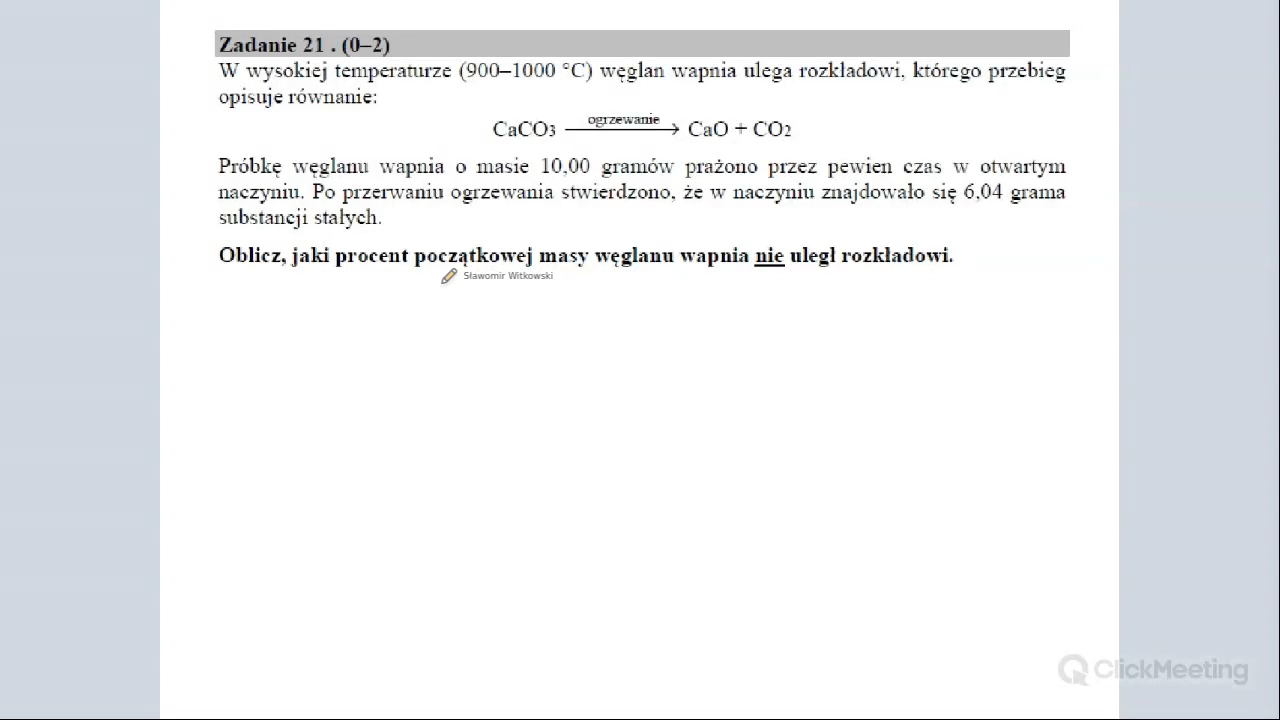 Zadanie 21 . (0–2)
W wysokiej temperaturze (900–1000 °C) węglan wapnia ulega rozkładowi, którego przebieg
opisuje równanie:
ogrzewanie
CaCO3 ⟶ CaO + CO2
Próbkę węglanu wapnia o masie 10,00 gramów prażono przez pewien czas w otwartym
naczyniu. Po przerwaniu ogrzewania stwierdzono, że w naczyniu znajdowało się 6,04 grama
substancji stałych.
Oblicz, jaki procent początkowej masy węglanu wapnia nie uległ rozkładowi.
Sławomir Witkowski
ClickMeeting